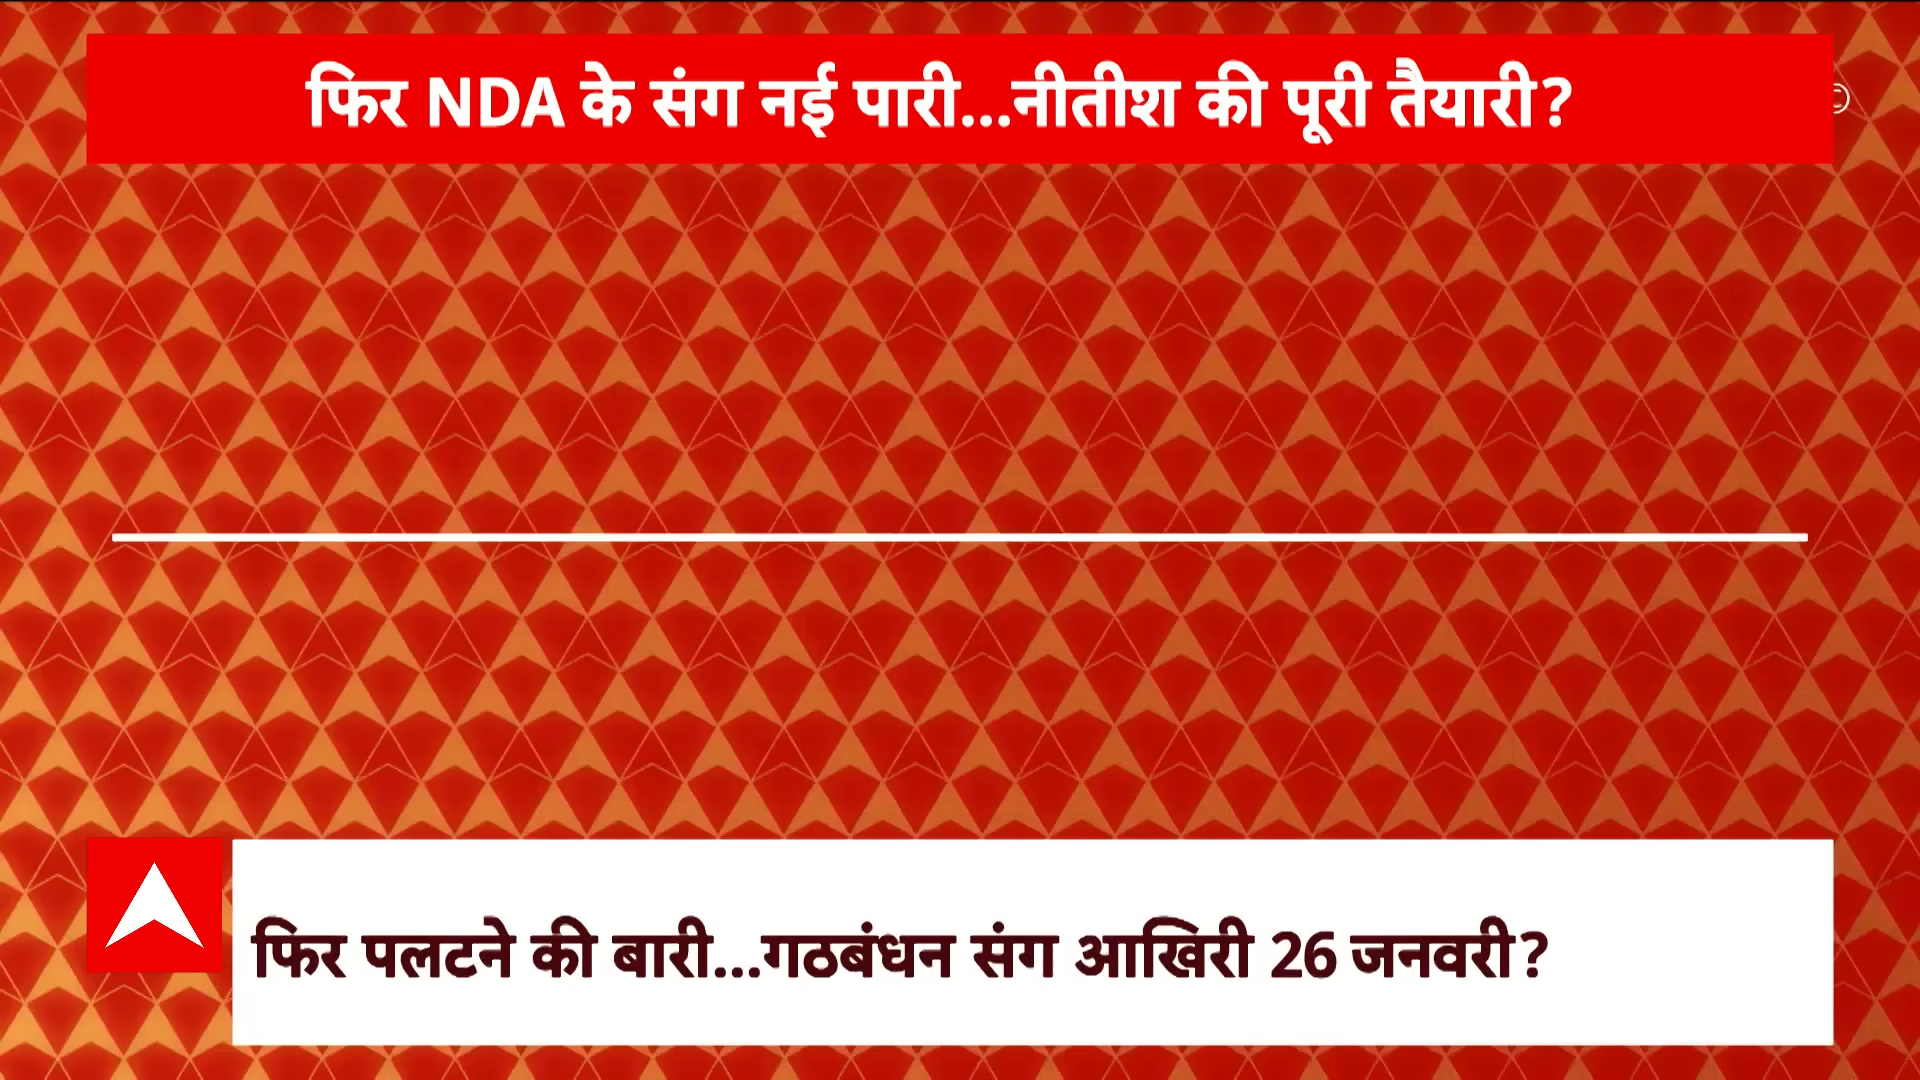 फिर NDA के संग नई पारी...नीतीश की पूरी तैयारी?
फिर पलटने की बारी...गठबंधन संग आखिरी 26 जनवरी?